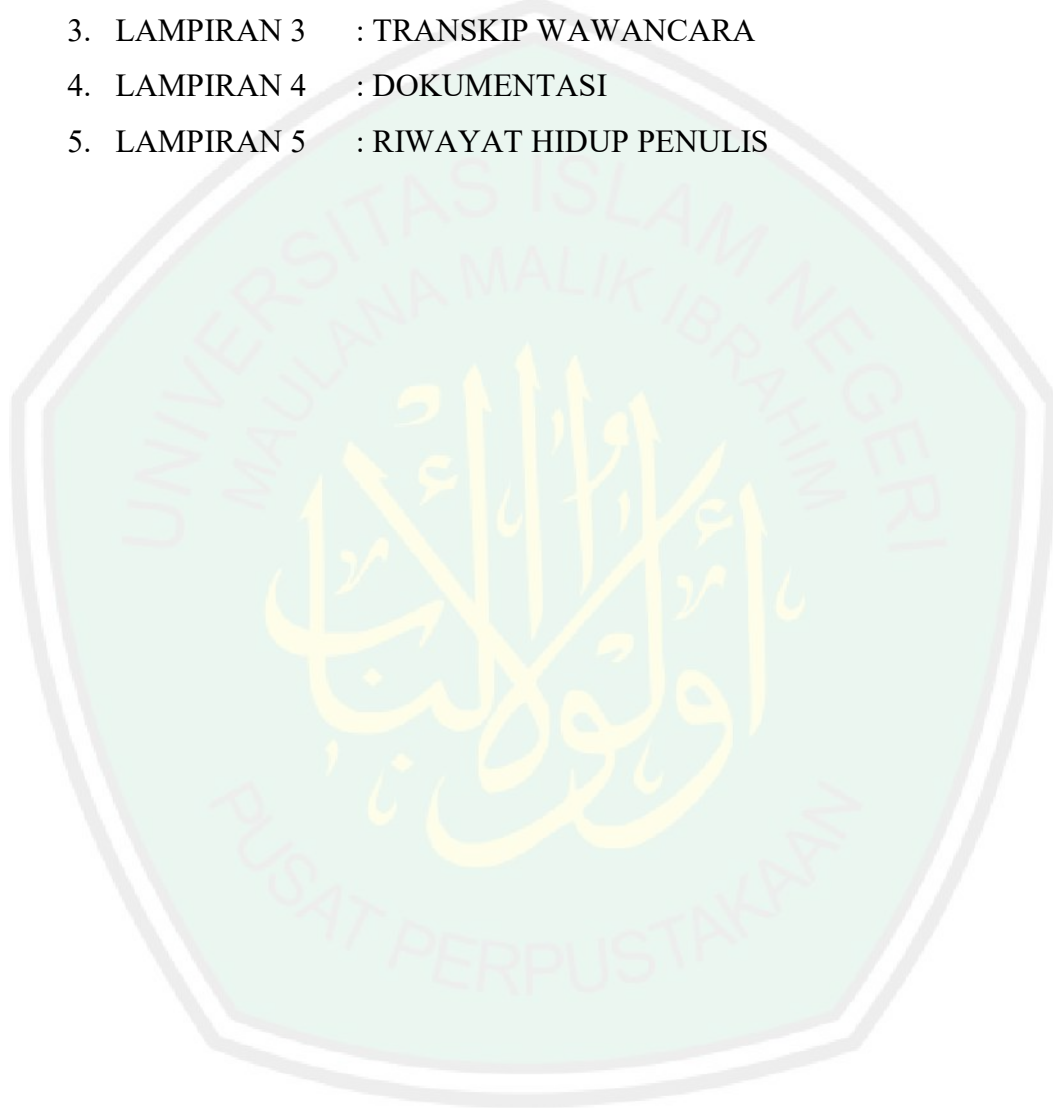 3. LAMPIRAN 3 : TRANSKIP WAWANCARA
4. LAMPIRAN 4 : DOKUMENTASI
5. LAMPIRAN 5 : RIWAYAT HIDUP PENULIS
UNIVERSITAS ISLAM NEGERI
MAULANA MALIK IBRAHIM
أولو الألباب
PUSAT PERPUSTAKAAN